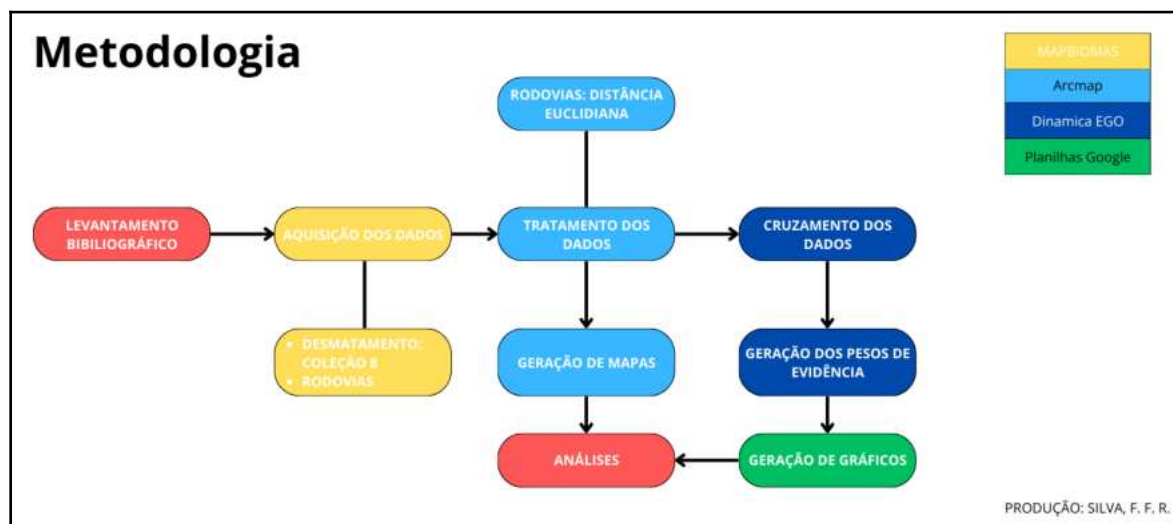 Metodologia
MAPBIOMAS
Arcmap
Dinamica EGO
Planilhas Google
RODOVIAS: DISTÂNCIA
EUCLIDIANA
LEVANTAMENTO
BIBILIOGRÁFICO
AQUISIÇÃO DOS DADOS
TRATAMENTO DOS
DADOS
CRUZAMENTO DOS
DADOS
• DESMATAMENTO:
COLEÇÃO 8
• RODOVIAS
GERAÇÃO DE MAPAS
GERAÇÃO DOS PESOS DE
EVIDÊNCIA
ANÁLISES
GERAÇÃO DE GRÁFICOS
PRODUÇÃO: SILVA, F. F. R.